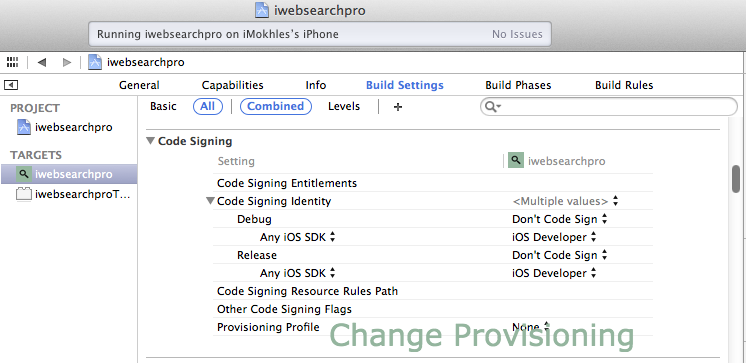 iwebsearchpro
Running iwebsearchpro on iMokhles's iPhone No Issues
iwebsearchpro
General Capabilities Info Build Settings Build Phases Build Rules
PROJECT
iwebsearchpro
TARGETS
iwebsearchpro
iwebsearchproT...
Basic All Combined Levels +
Code Signing
Setting iwebsearchpro
Code Signing Entitlements
Code Signing Identity <Multiple values>
Debug Don't Code Sign
Any iOS SDK iOS Developer
Release Don't Code Sign
Any iOS SDK iOS Developer
Code Signing Resource Rules Path
Other Code Signing Flags
Provisioning Profile None
Change Provisioning